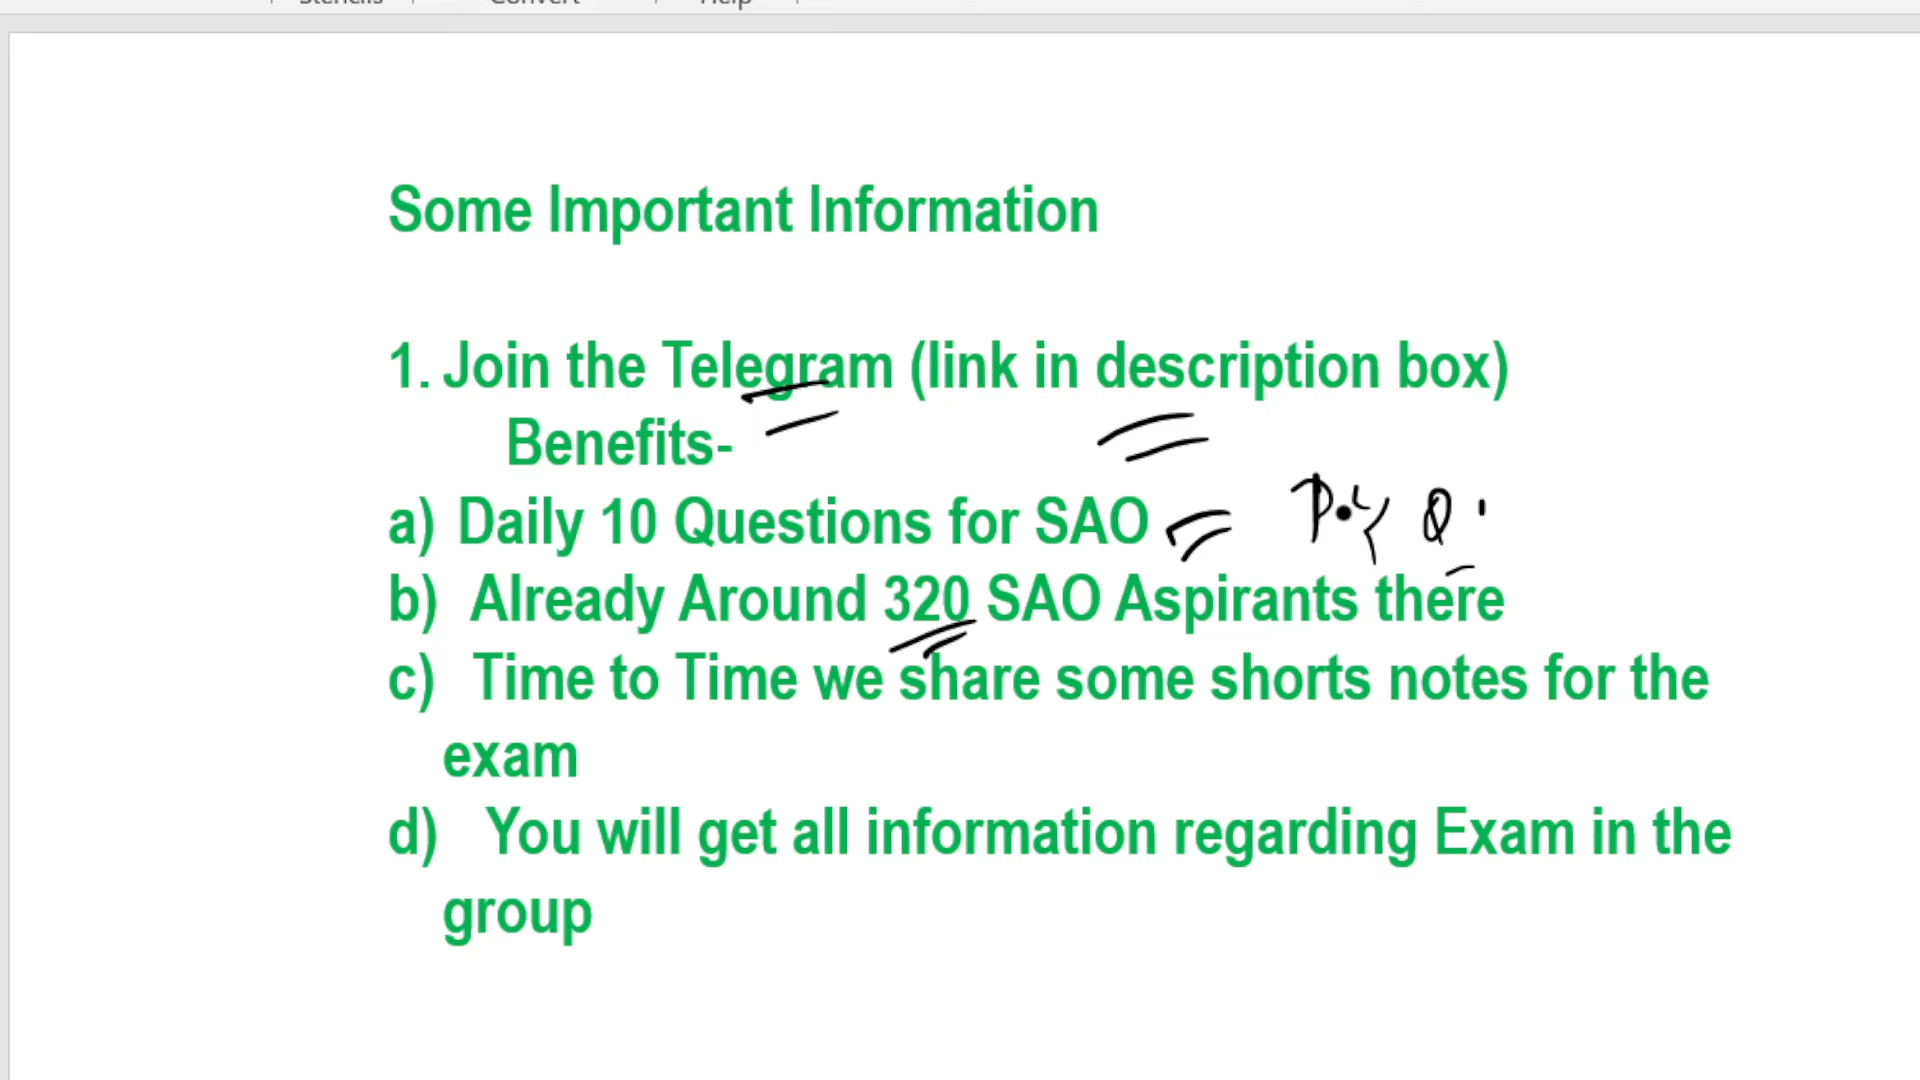 Some Important Information
1. Join the Telegram (link in description box)
Benefits-
a) Daily 10 Questions for SAO P.Y Q.
b) Already Around 320 SAO Aspirants there
c) Time to Time we share some shorts notes for the
exam
d) You will get all information regarding Exam in the
group